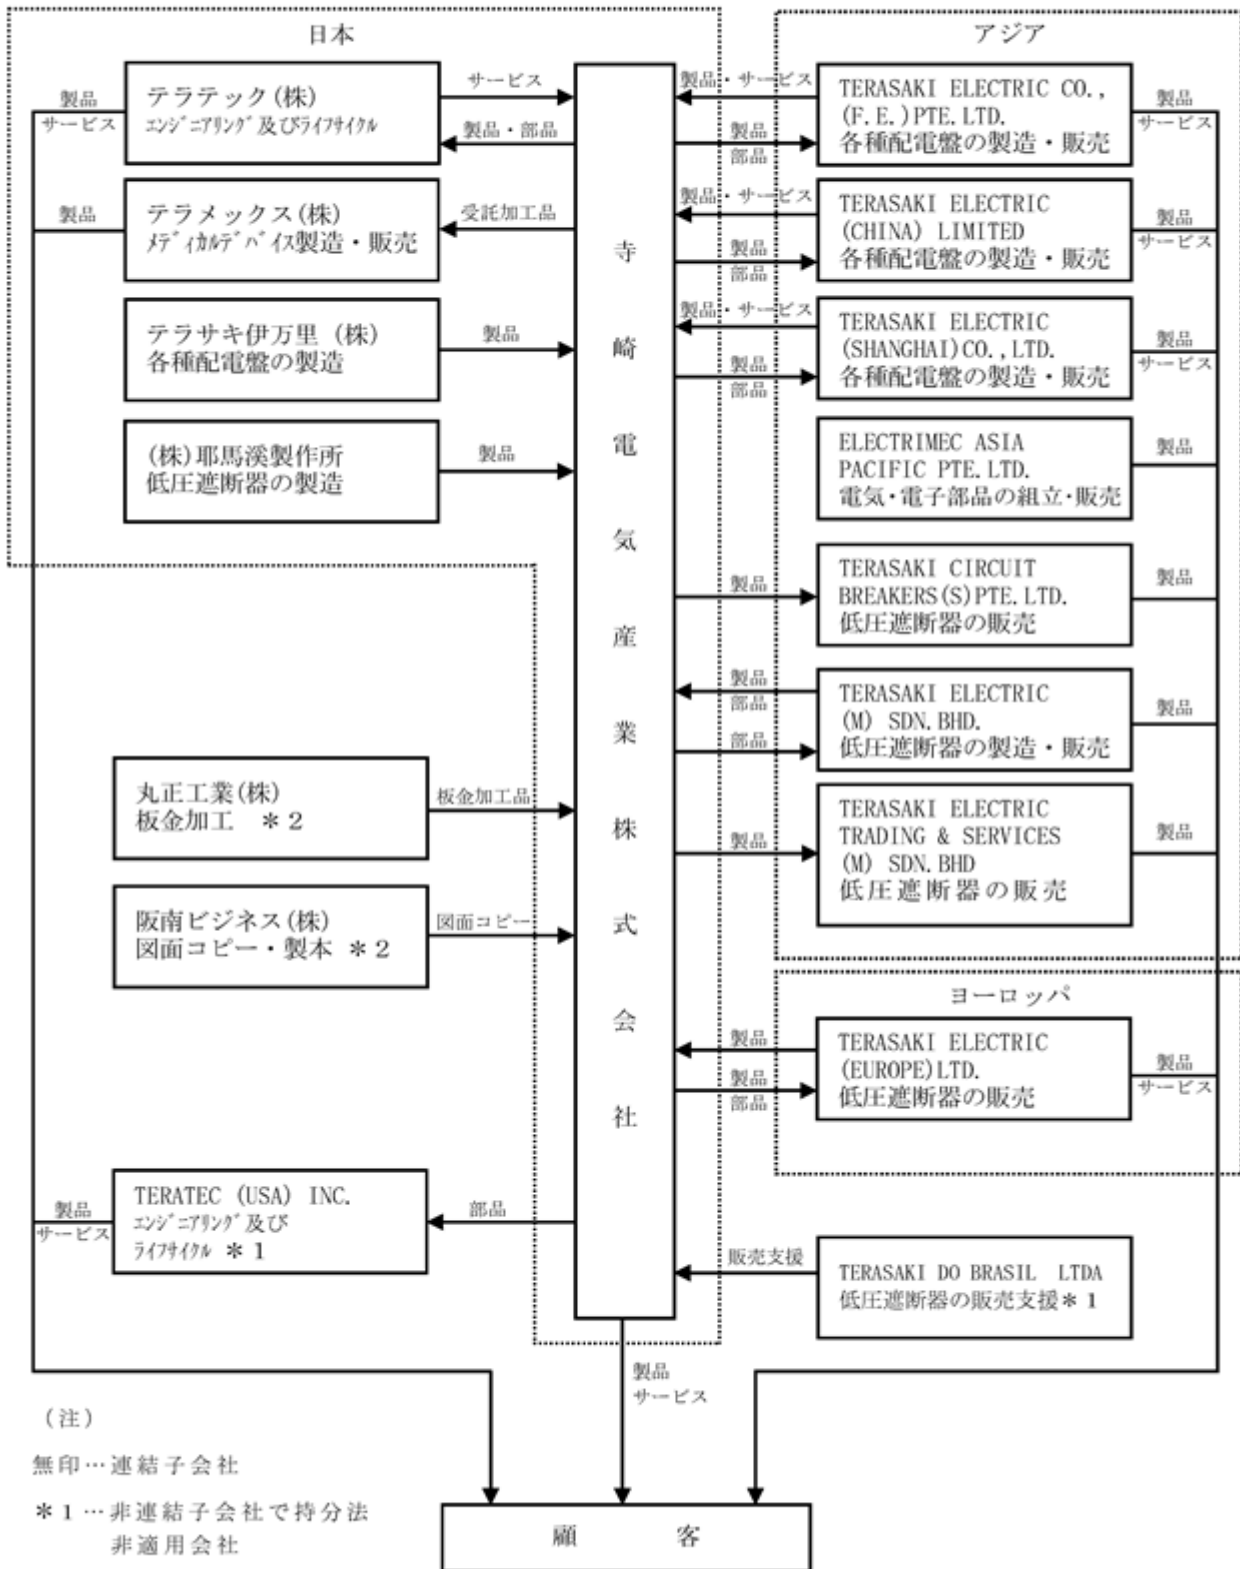 日本
テラテック(株)
エンジニアリング及びライフサイクル
製品
サービス
サービス
製品・部品
テラメックス(株)
メディカルデバイス製造・販売
製品
受託加工品
テラサキ伊万里 (株)
各種配電盤の製造
製品
(株)耶馬溪製作所
低圧遮断器の製造
製品
丸正工業(株)
板金加工 ＊2
板金加工品
阪南ビジネス(株)
図面コピー・製本 ＊2
図面コピー
TERATEC (USA) INC.
エンジニアリング及び
ライフサイクル ＊1
製品
サービス
部品
寺崎電気産業株式会社
アジア
製品・サービス
製品
部品
TERASAKI ELECTRIC CO.,
(F.E.)PTE.LTD.
各種配電盤の製造・販売
製品
サービス
製品・サービス
製品
部品
TERASAKI ELECTRIC
(CHINA) LIMITED
各種配電盤の製造・販売
製品
サービス
製品・サービス
製品
部品
TERASAKI ELECTRIC
(SHANGHAI)CO.,LTD.
各種配電盤の製造・販売
製品
サービス
ELECTRIMEC ASIA
PACIFIC PTE.LTD.
電気・電子部品の組立・販売
製品
製品
TERASAKI CIRCUIT
BREAKERS(S)PTE.LTD.
低圧遮断器の販売
製品
製品
部品
部品
TERASAKI ELECTRIC
(M) SDN.BHD.
低圧遮断器の製造・販売
製品
製品
TERASAKI ELECTRIC
TRADING & SERVICES
(M) SDN.BHD
低圧遮断器の販売
製品
ヨーロッパ
製品
製品
部品
TERASAKI ELECTRIC
(EUROPE)LTD.
低圧遮断器の販売
製品
サービス
販売支援
TERASAKI DO BRASIL LTDA
低圧遮断器の販売支援＊1
製品
サービス
顧 客
(注)
無印…連結子会社
＊1…非連結子会社で持分法
非適用会社